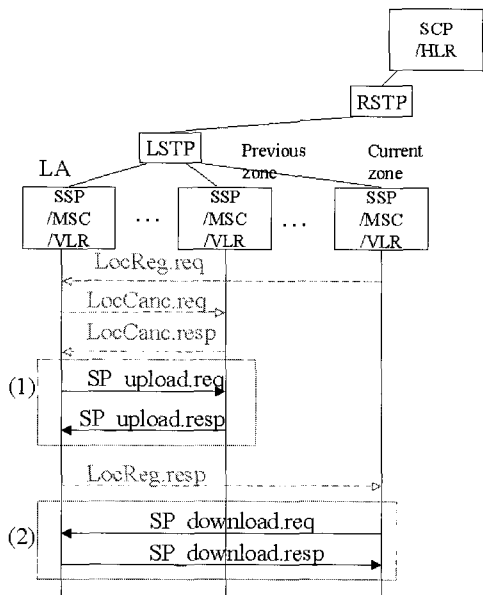 SCP
/HLR
RSTP
LSTP
Previous
zone
Current
zone
LA
SSP
/MSC
/VLR
...
SSP
/MSC
/VLR
...
SSP
/MSC
/VLR
LocReg.req
LocCanc.req
LocCanc.resp
(1)
SP_upload.req
SP_upload.resp
LocReg.resp
(2)
SP_download.req
SP_download.resp